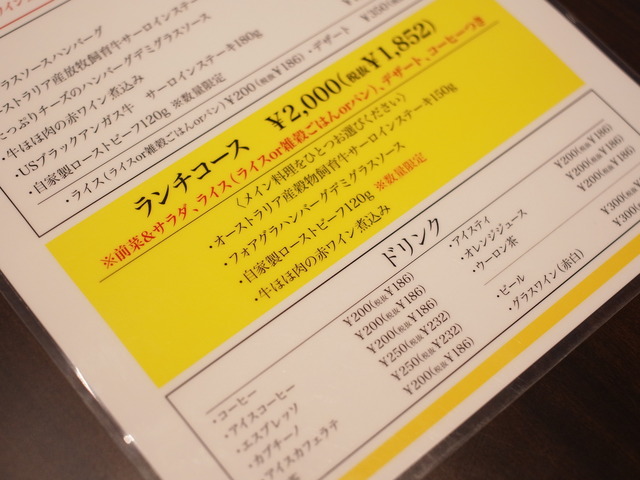 ラスソースハンバーグ
ーストラリア産放牧飼育牛サーロインステーキ
たっぷりチーズのハンバーグデミグラスソース
・牛ほほ肉の赤ワイン煮込み
・USブラックアンガス牛 サーロインステーキ180g
・自家製ローストビーフ120g ※数量限定
・ライス(ライスor雑穀ごはんorパン)¥200(税抜¥186)・デザート ¥350(税抜
ランチコース ¥2,000(税抜¥1,852)
※前菜&サラダ、ライス(ライスor雑穀ごはんorパン)、デザート、コーヒーつき
(メイン料理をひとつお選びください)
・オーストラリア産穀物飼育牛サーロインステーキ150g
・フォアグラハンバーグデミグラスソース
・自家製ローストビーフ120g ※数量限定
・牛ほほ肉の赤ワイン煮込み
ドリンク
・コーヒー ¥200(税抜¥186)
・アイスコーヒー ¥200(税抜¥186)
・エスプレッソ ¥200(税抜¥186)
・カプチーノ ¥250(税抜¥232)
・アイスカフェラテ ¥250(税抜¥232)
¥200(税抜¥186)
・アイスティ ¥200(税抜¥186)
・オレンジジュース ¥200(税抜¥186)
・ウーロン茶 ¥200(税抜¥186)
・ビール ¥300(税抜
・グラスワイン(赤白) ¥300(税抜